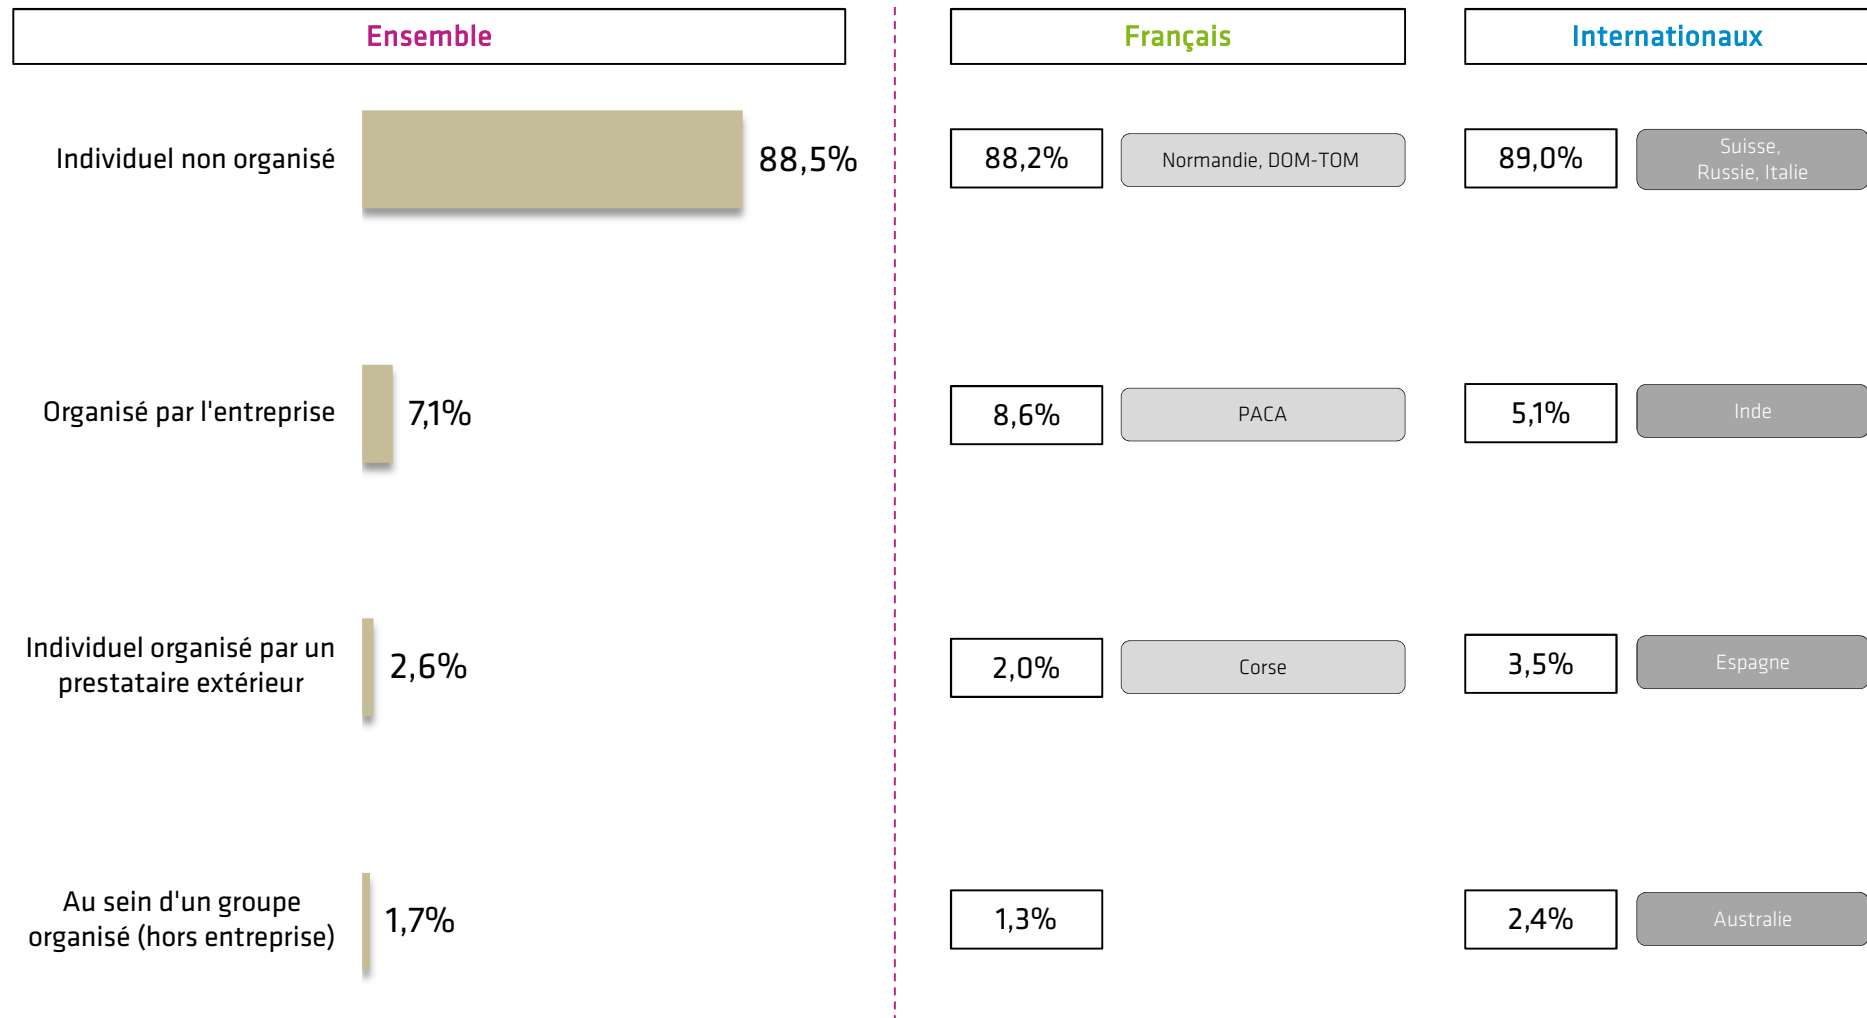 Ensemble
Français
Internationaux
Individuel non organisé
88,5%
88,2%
Normandie, DOM-TOM
89,0%
Suisse,
Russie, Italie
Organisé par l'entreprise
7,1%
8,6%
PACA
5,1%
Inde
Individuel organisé par un
prestataire extérieur
2,6%
2,0%
Corse
3,5%
Espagne
Au sein d'un groupe
organisé (hors entreprise)
1,7%
1,3%
2,4%
Australie